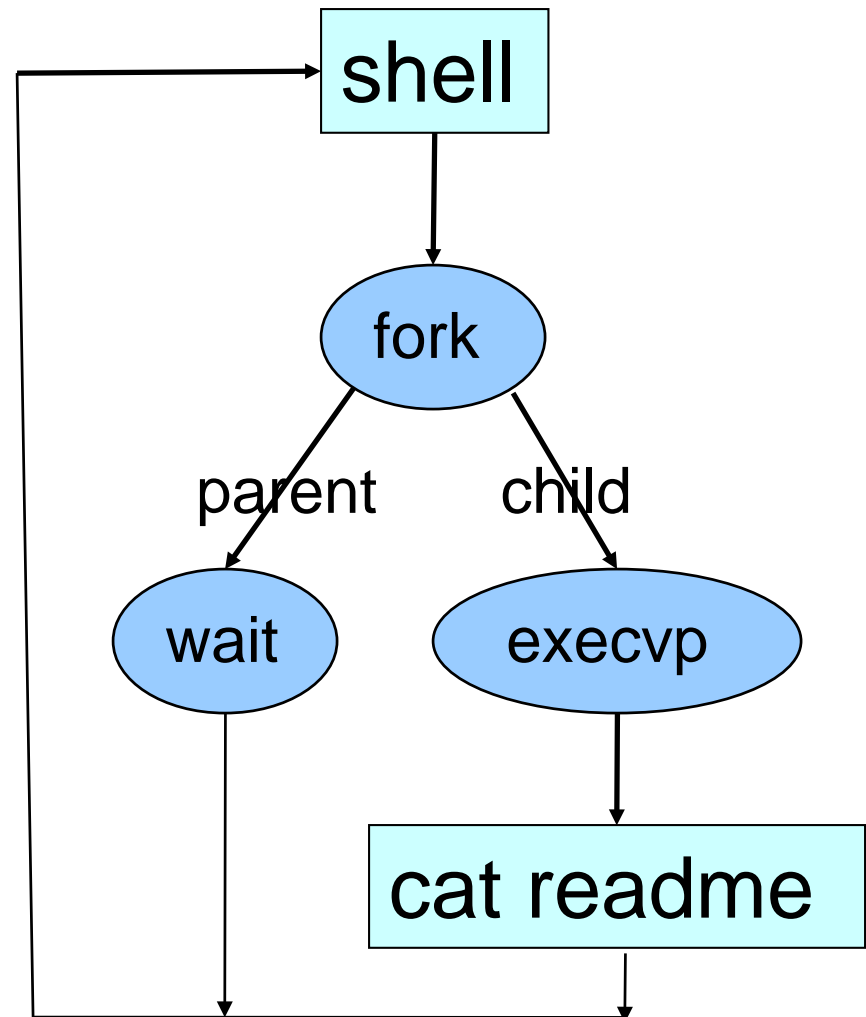 shell
fork
parent
child
wait
execvp
cat readme